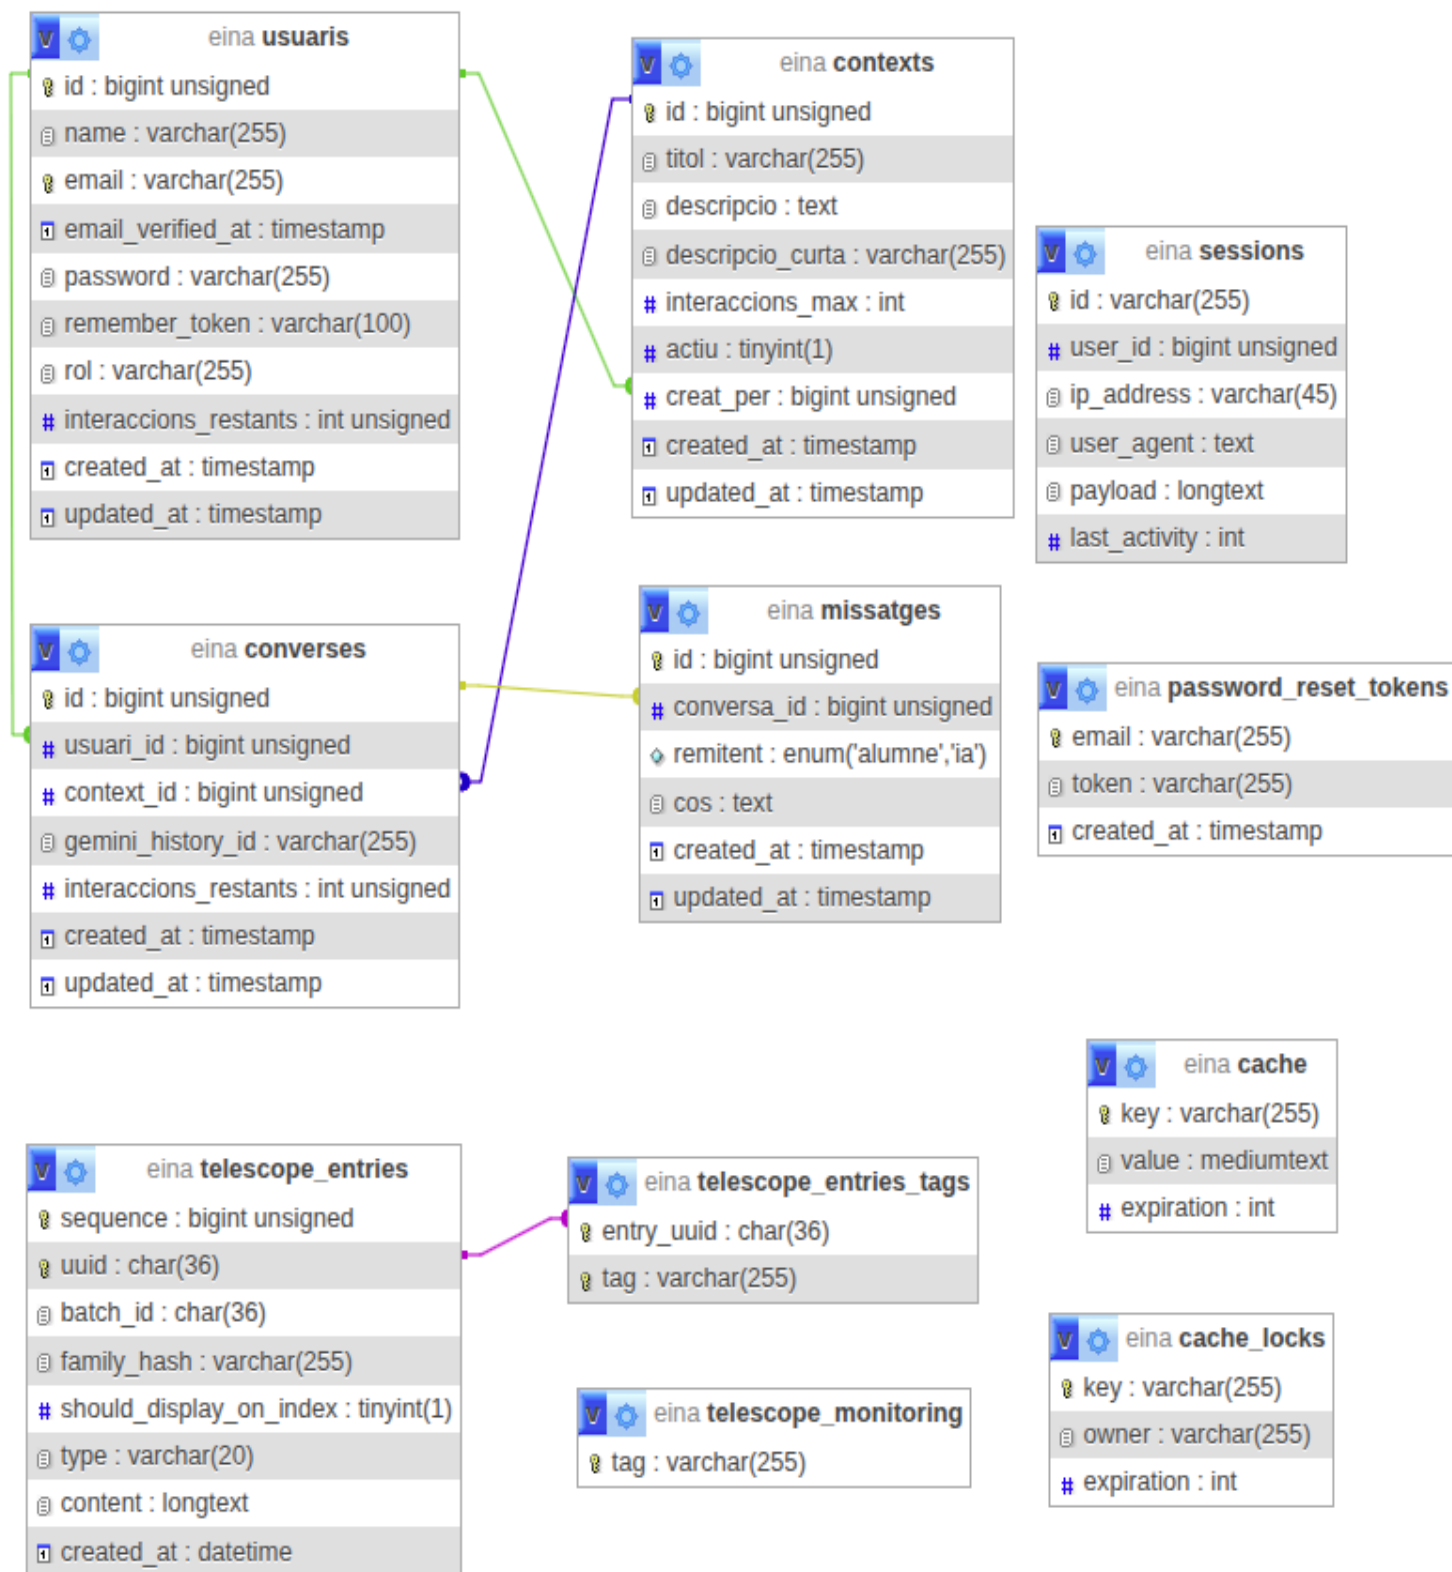 V eina usuaris
id : bigint unsigned
name : varchar(255)
email : varchar(255)
email_verified_at : timestamp
password : varchar(255)
remember_token : varchar(100)
rol : varchar(255)
# interaccions_restants : int unsigned
created_at : timestamp
updated_at : timestamp
V eina contexts
id : bigint unsigned
titol : varchar(255)
descripcio : text
descripcio_curta : varchar(255)
# interaccions_max : int
# actiu : tinyint(1)
# creat_per : bigint unsigned
created_at : timestamp
updated_at : timestamp
V eina sessions
id : varchar(255)
# user_id : bigint unsigned
ip_address : varchar(45)
user_agent : text
payload : longtext
# last_activity : int
V eina converses
id : bigint unsigned
# usuari_id : bigint unsigned
# context_id : bigint unsigned
gemini_history_id : varchar(255)
# interaccions_restants : int unsigned
created_at : timestamp
updated_at : timestamp
V eina missatges
id : bigint unsigned
# conversa_id : bigint unsigned
remitent : enum('alumne','ia')
cos : text
created_at : timestamp
updated_at : timestamp
V eina password_reset_tokens
email : varchar(255)
token : varchar(255)
created_at : timestamp
V eina cache
key : varchar(255)
value : mediumtext
# expiration : int
V eina telescope_entries
sequence : bigint unsigned
uuid : char(36)
batch_id : char(36)
family_hash : varchar(255)
# should_display_on_index : tinyint(1)
type : varchar(20)
content : longtext
created_at : datetime
V eina telescope_entries_tags
entry_uuid : char(36)
tag : varchar(255)
V eina telescope_monitoring
tag : varchar(255)
V eina cache_locks
key : varchar(255)
owner : varchar(255)
# expiration : int